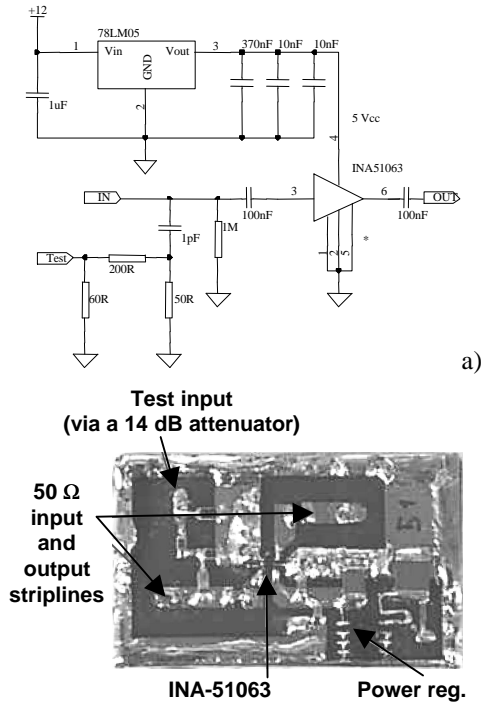 +12
78LM05
1
Vin
Vout
3
GND
2
1uF
370nF
10nF
10nF
5 Vcc
4
INA51063
IN
100nF
3
6
OUT
100nF
1
2
5
*
1pF
1M
Test
200R
60R
50R
a)
Test input
(via a 14 dB attenuator)
50 Ω
input
and
output
striplines
51
INA-51063
Power reg.